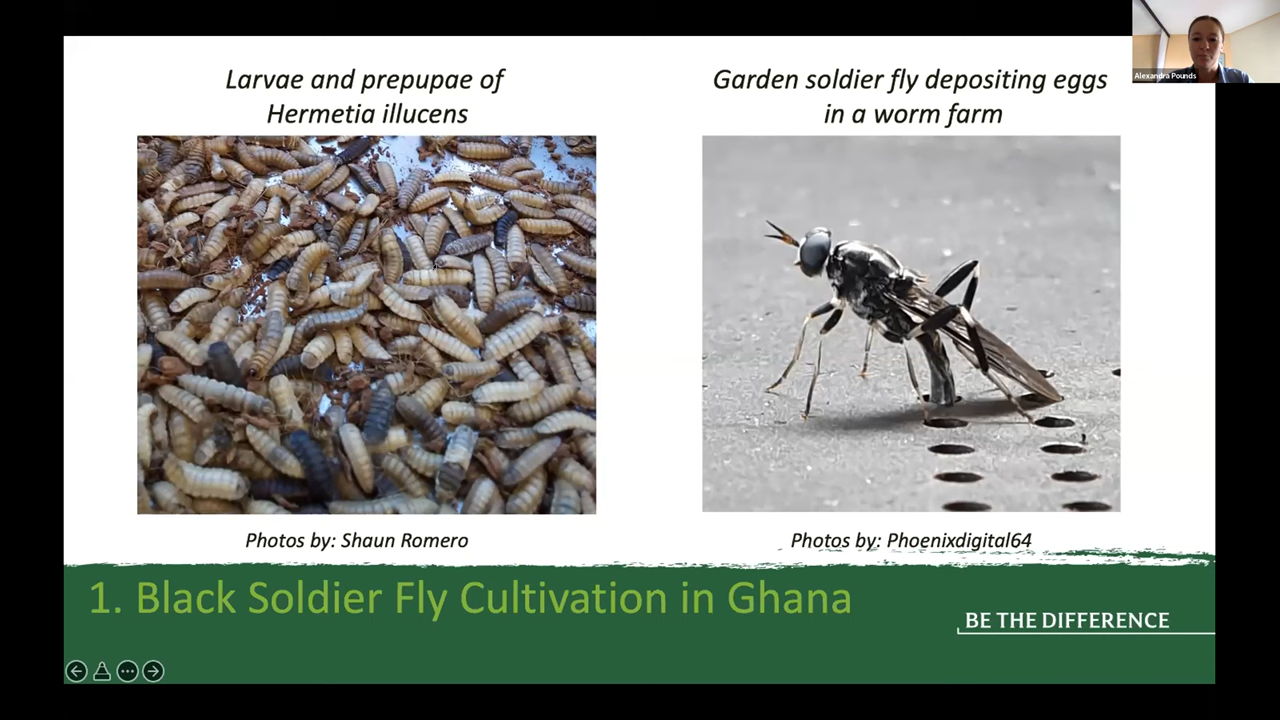 Alexandra Pounds
Larvae and prepupae of
Hermetia illucens
Garden soldier fly depositing eggs
in a worm farm
Photos by: Shaun Romero
Photos by: Phoenixdigital64
1. Black Soldier Fly Cultivation in Ghana
BE THE DIFFERENCE